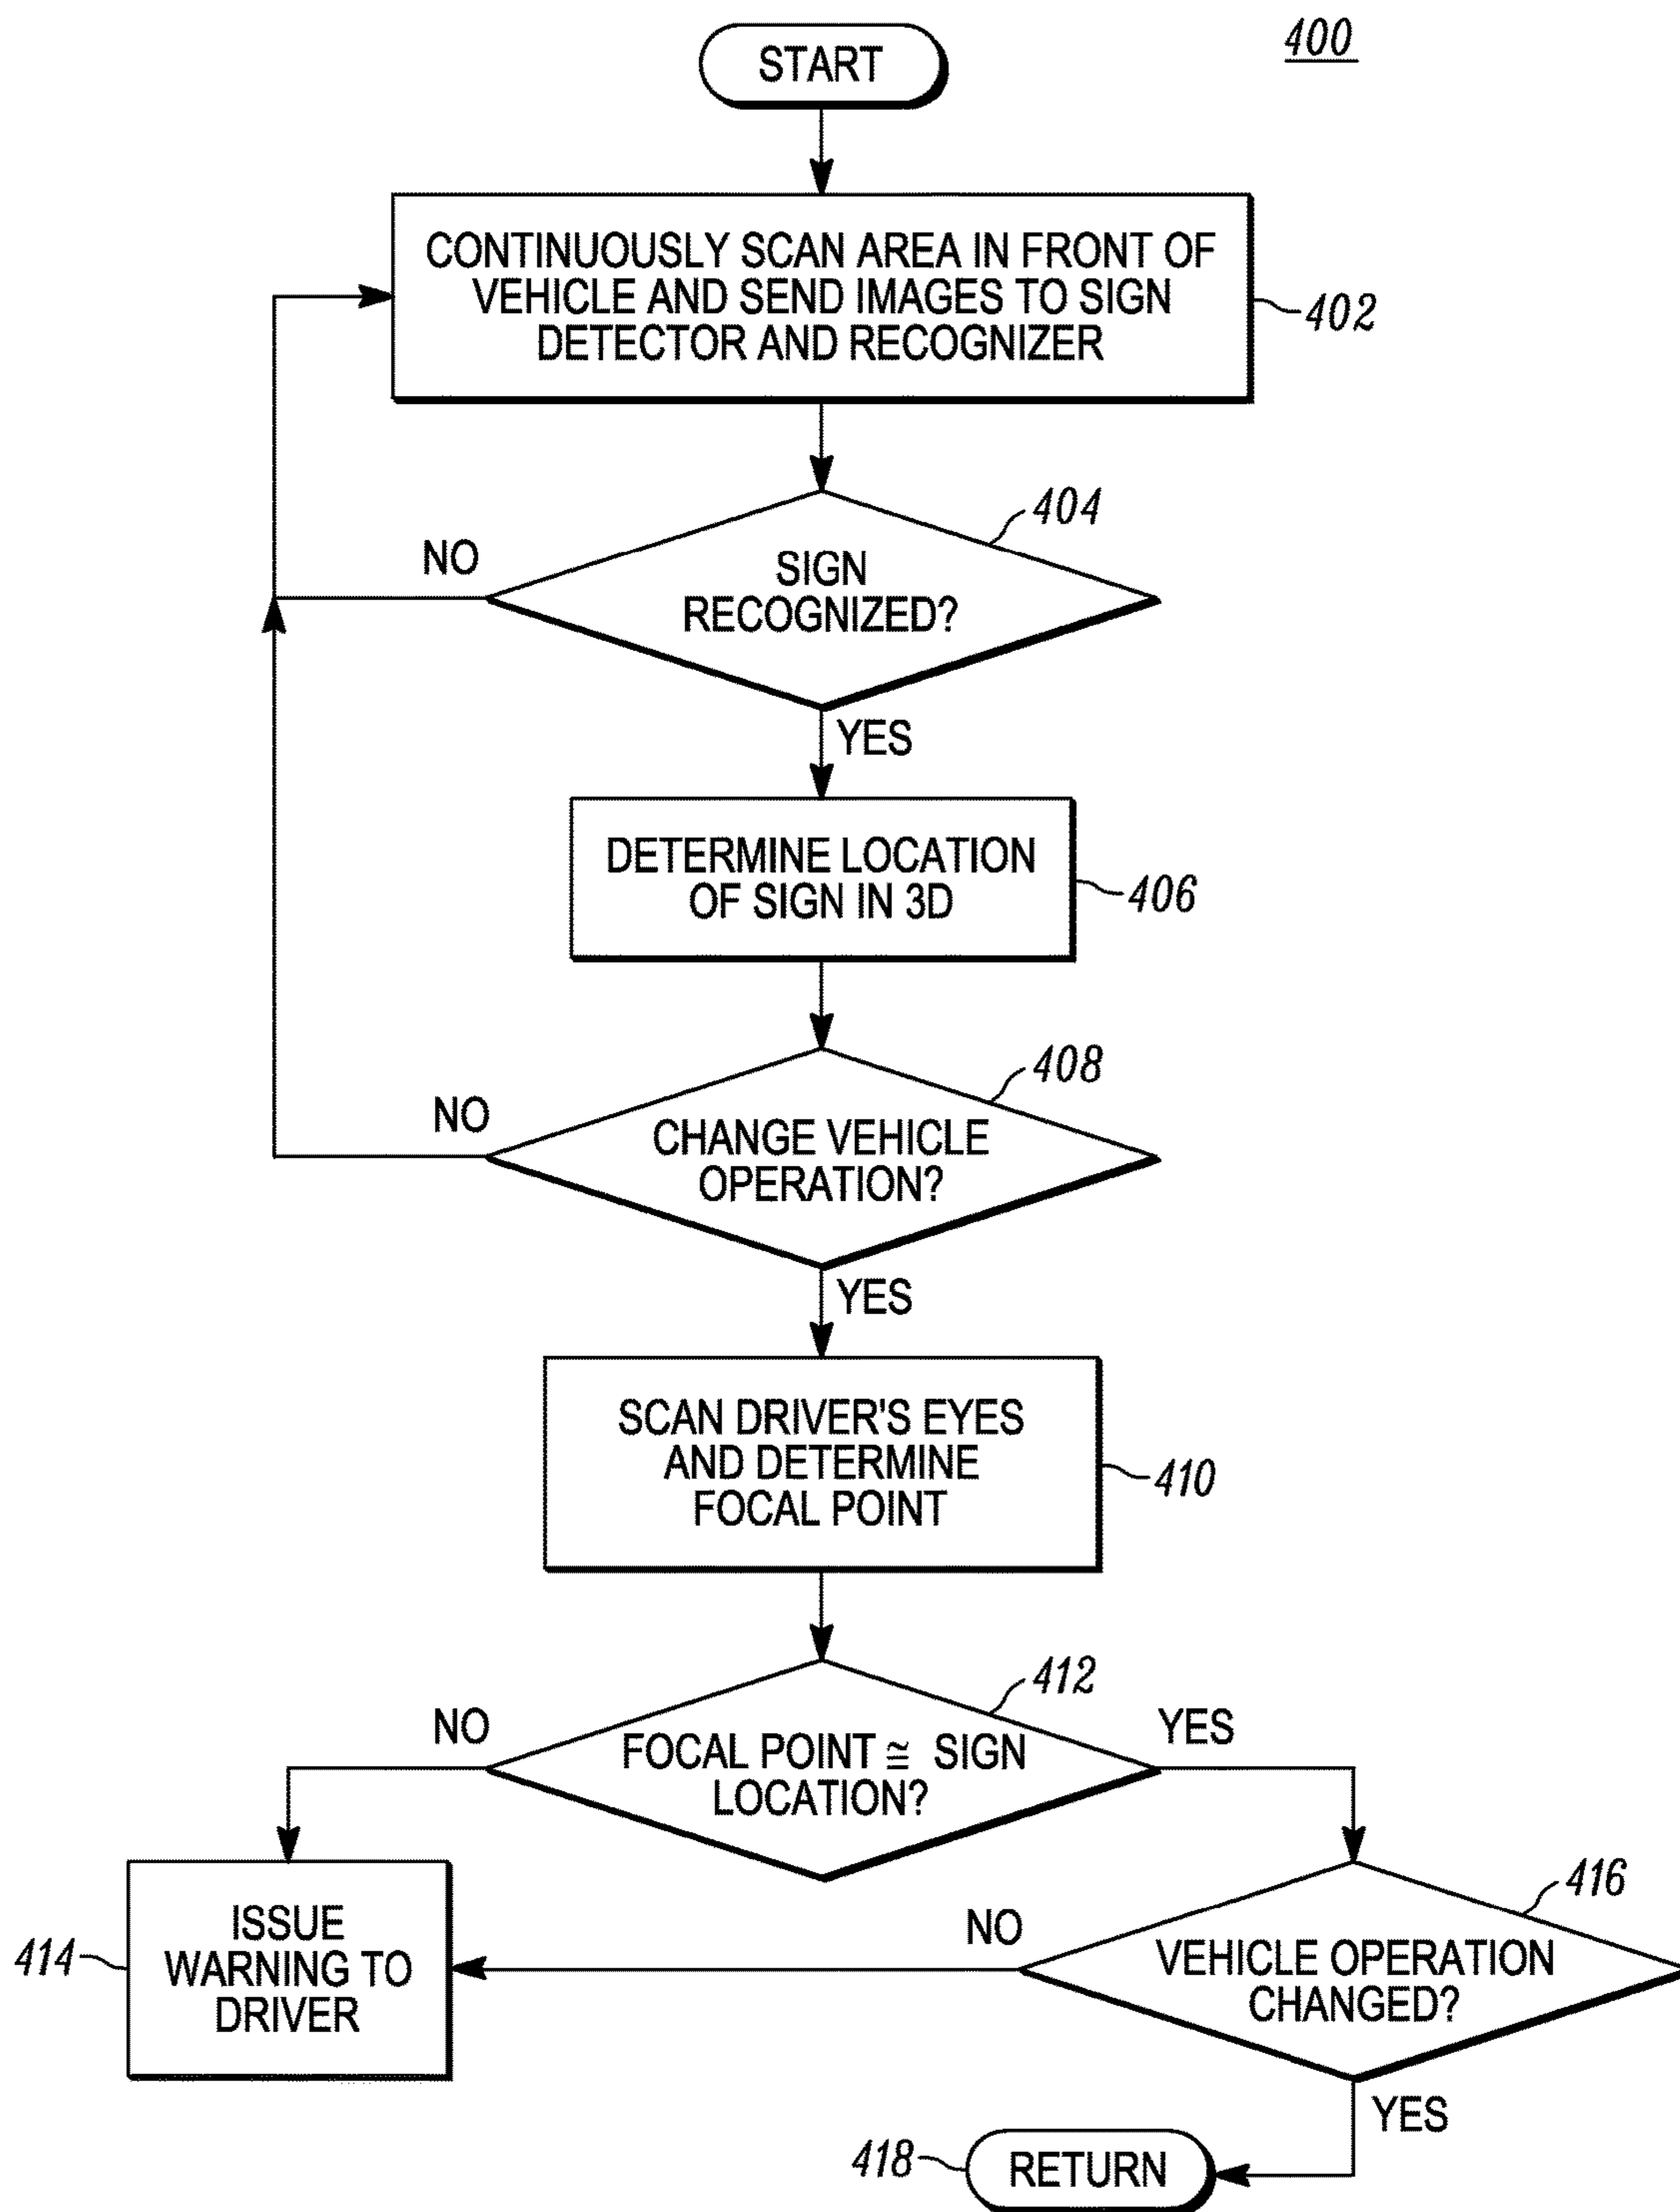 400
START
CONTINUOUSLY SCAN AREA IN FRONT OF
VEHICLE AND SEND IMAGES TO SIGN
DETECTOR AND RECOGNIZER
402
404
NO
SIGN
RECOGNIZED?
YES
DETERMINE LOCATION
OF SIGN IN 3D
406
408
NO
CHANGE VEHICLE
OPERATION?
YES
SCAN DRIVER'S EYES
AND DETERMINE
FOCAL POINT
410
412
NO
YES
FOCAL POINT ≅ SIGN
LOCATION?
416
ISSUE
WARNING TO
DRIVER
414
NO
VEHICLE OPERATION
CHANGED?
YES
418
RETURN